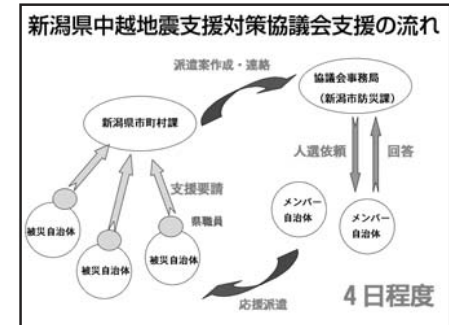 新潟県中越地震支援対策協議会支援の流れ
派遣案作成・連絡
協議会事務局
(新潟市防災課)
新潟県市町村課
人選依頼
回答
支援要請
県職員
メンバー
自治体
メンバー
自治体
被災自治体
被災自治体
被災自治体
応援派遣
4日程度